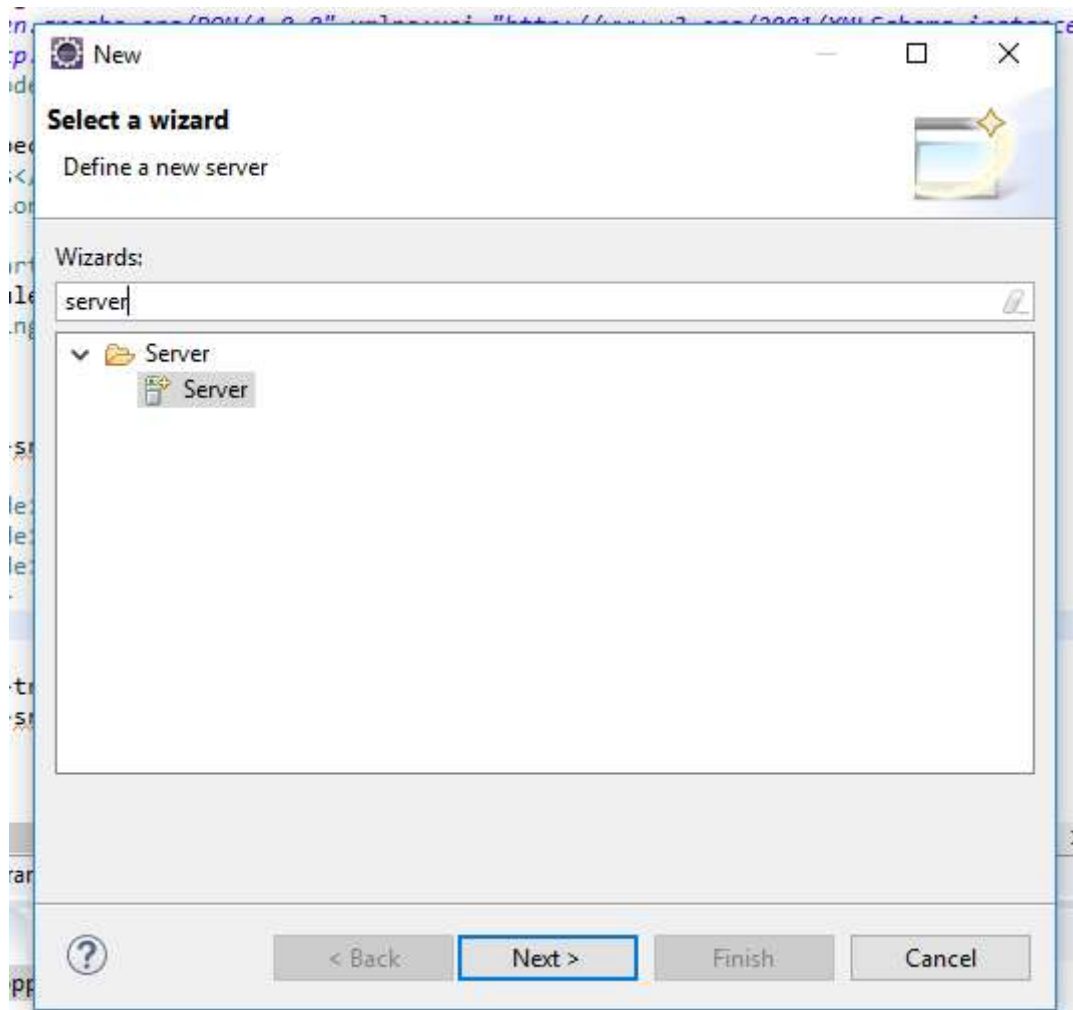 New
Select a wizard
Define a new server
Wizards:
server
Server
Server
< Back Next > Finish Cancel